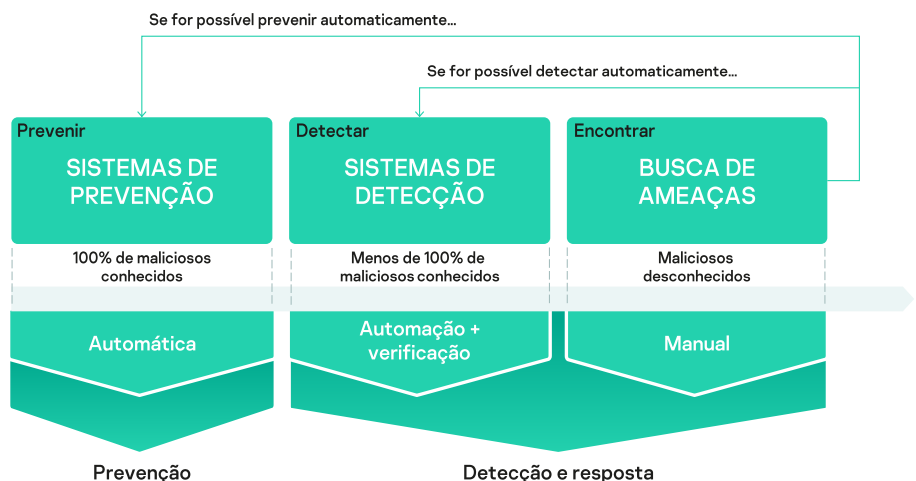 Se for possível prevenir automaticamente...
Se for possível detectar automaticamente...
Prevenir
SISTEMAS DE
PREVENÇÃO
Detectar
SISTEMAS DE
DETECÇÃO
Encontrar
BUSCA DE
AMEAÇAS
100% de maliciosos
conhecidos
Menos de 100% de
maliciosos conhecidos
Maliciosos
desconhecidos
Automática
Automação +
verificação
Manual
Prevenção
Detecção e resposta